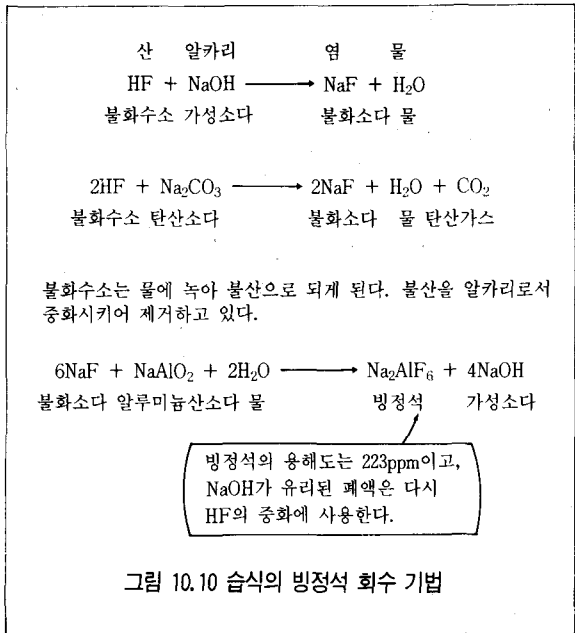 산 알카리 염 물
HF + NaOH ⟶ NaF + H₂O
불화수소 가성소다 불화소다 물
2HF + Na₂CO₃ ⟶ 2NaF + H₂O + CO₂
불화수소 탄산소다 불화소다 물 탄산가스
불화수소는 물에 녹아 불산으로 되게 된다. 불산을 알카리로서
중화시키어 제거하고 있다.
6NaF + NaAlO₂ + 2H₂O ⟶ Na₂AlF₆ + 4NaOH
불화소다 알루미늄산소다 물 빙정석 가성소다
빙정석의 용해도는 223ppm이고,
NaOH가 유리된 폐액은 다시
HF의 중화에 사용한다.
그림 10.10 습식의 빙정석 회수 기법